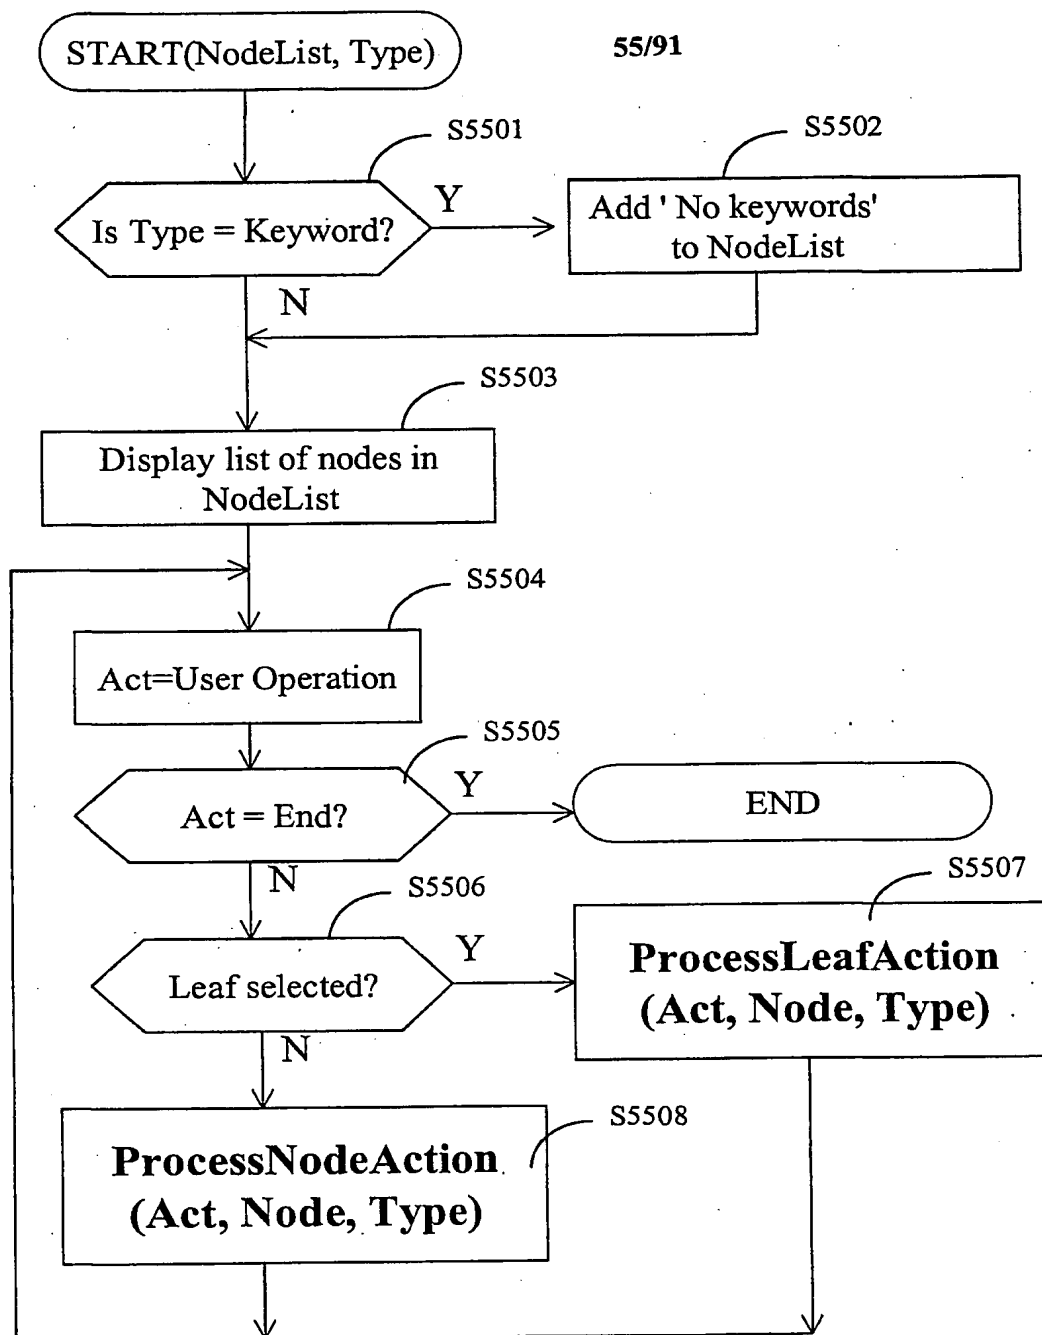 START(NodeList, Type)
55/91
S5501
S5502
Is Type = Keyword?
Y
Add ' No keywords'
to NodeList
N
S5503
Display list of nodes in
NodeList
S5504
Act=User Operation
S5505
Act = End?
Y
END
N
S5506
S5507
Leaf selected?
Y
ProcessLeafAction
(Act, Node, Type)
N
S5508
ProcessNodeAction
(Act, Node, Type)